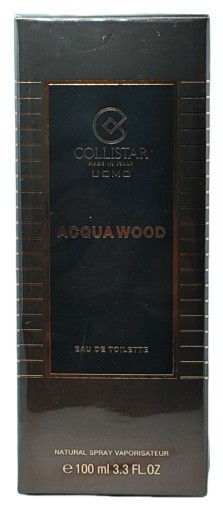 COLLISTAR
MADE IN ITALY
UOMO
ACQUA WOOD
EAU DE TOILETTE
NATURAL SPRAY VAPORISATEUR
℮ 100 ml 3.3 FL.OZ